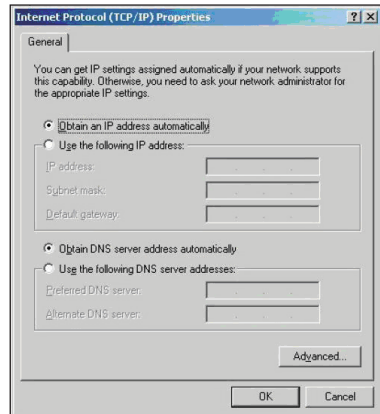 Internet Protocol (TCP/IP) Properties
General
You can get IP settings assigned automatically if your network supports
this capability. Otherwise, you need to ask your network administrator for
the appropriate IP settings.
Obtain an IP address automatically
Use the following IP address:
IP address:
Subnet mask:
Default gateway:
Obtain DNS server address automatically
Use the following DNS server addresses:
Preferred DNS server:
Alternate DNS server:
Advanced...
OK
Cancel